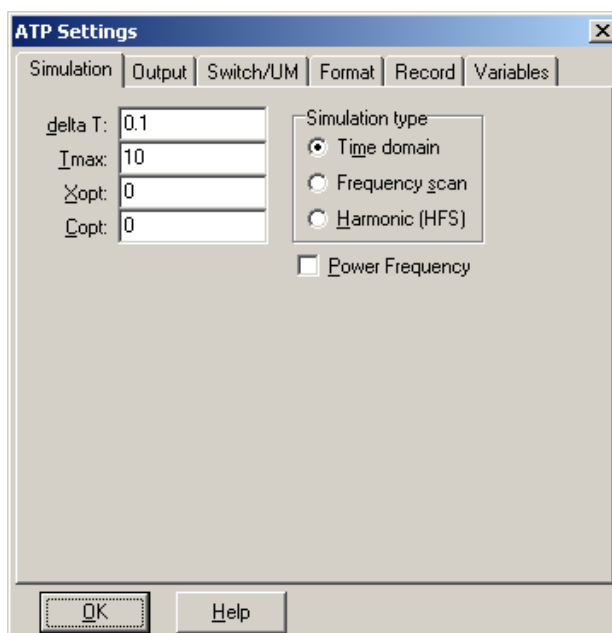 ATP Settings
Simulation Output Switch/UM Format Record Variables
delta T: 0.1
Tmax: 10
Xopt: 0
Copt: 0
Simulation type
Time domain
Frequency scan
Harmonic (HFS)
Power Frequency
OK Help